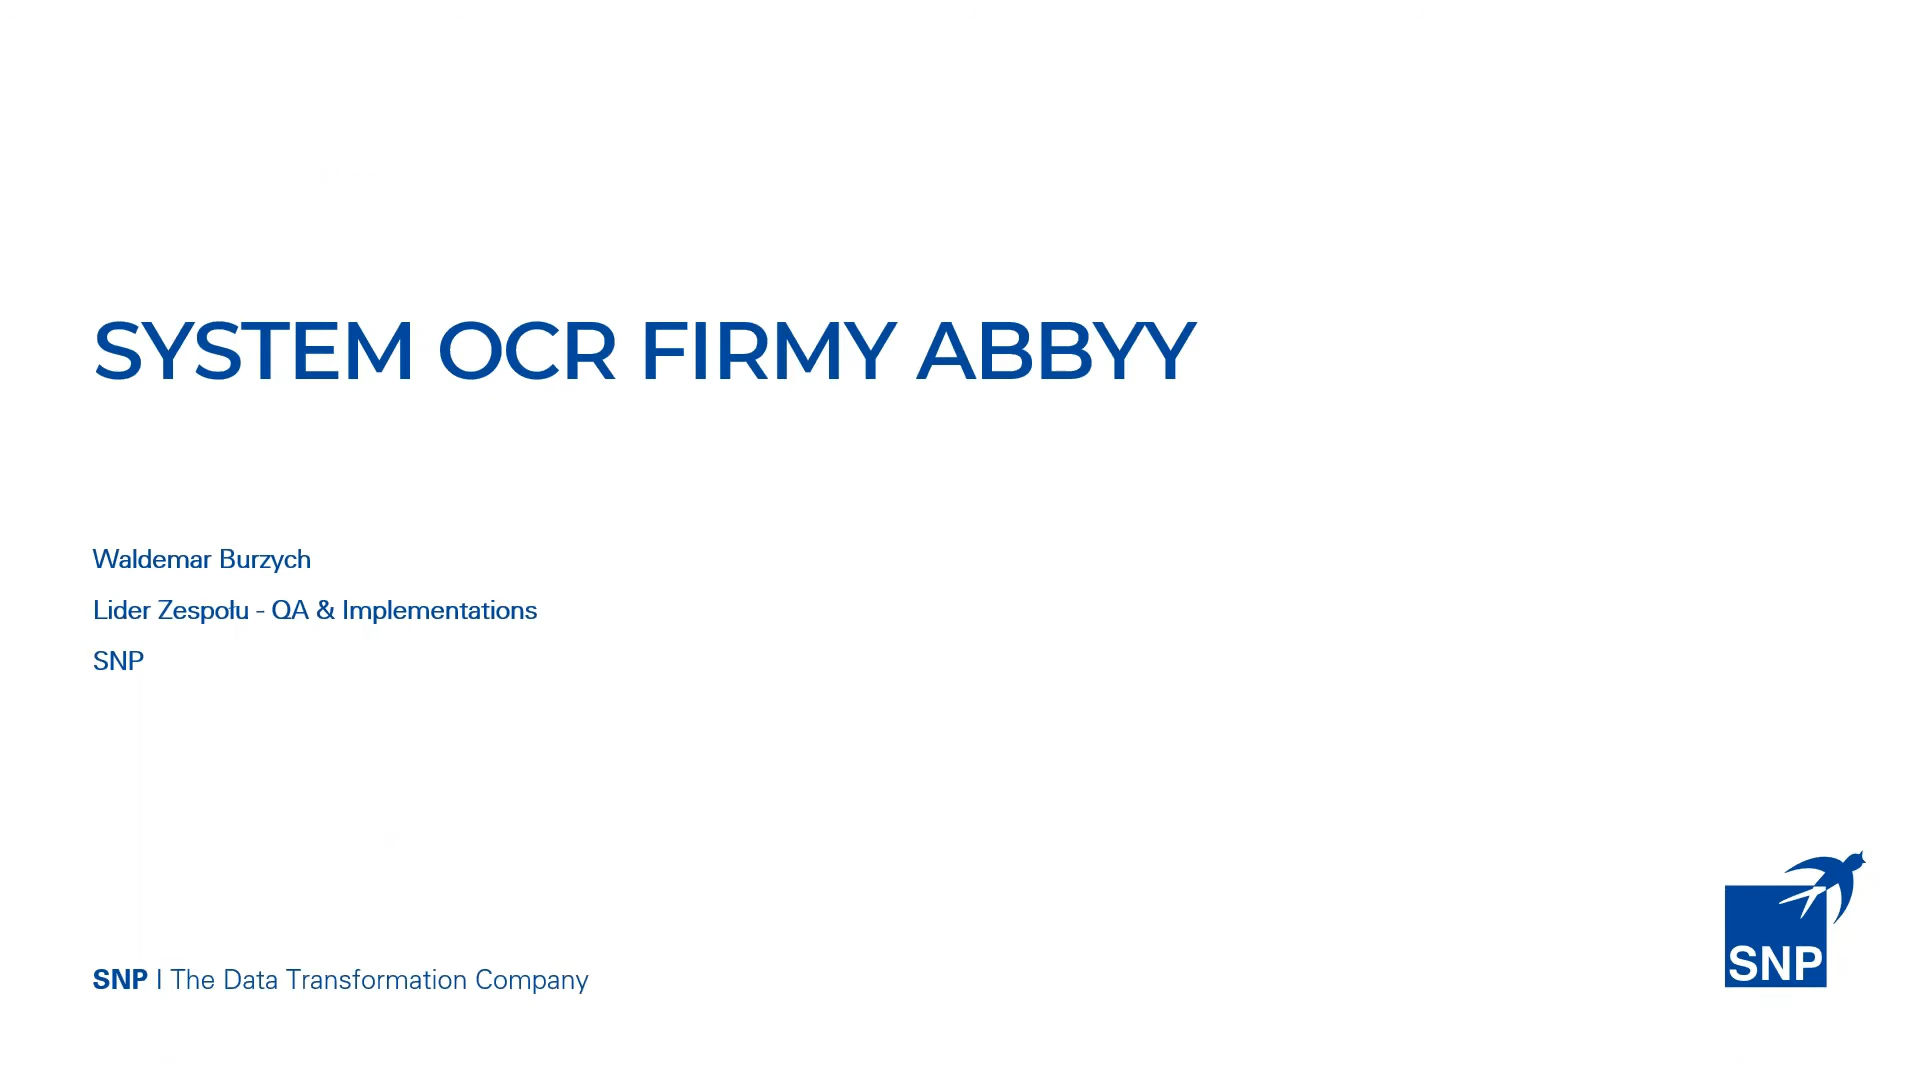 SYSTEM OCR FIRMY ABBYY
Waldemar Burzych
Lider Zespołu - QA & Implementations
SNP
SNP | The Data Transformation Company
SNP